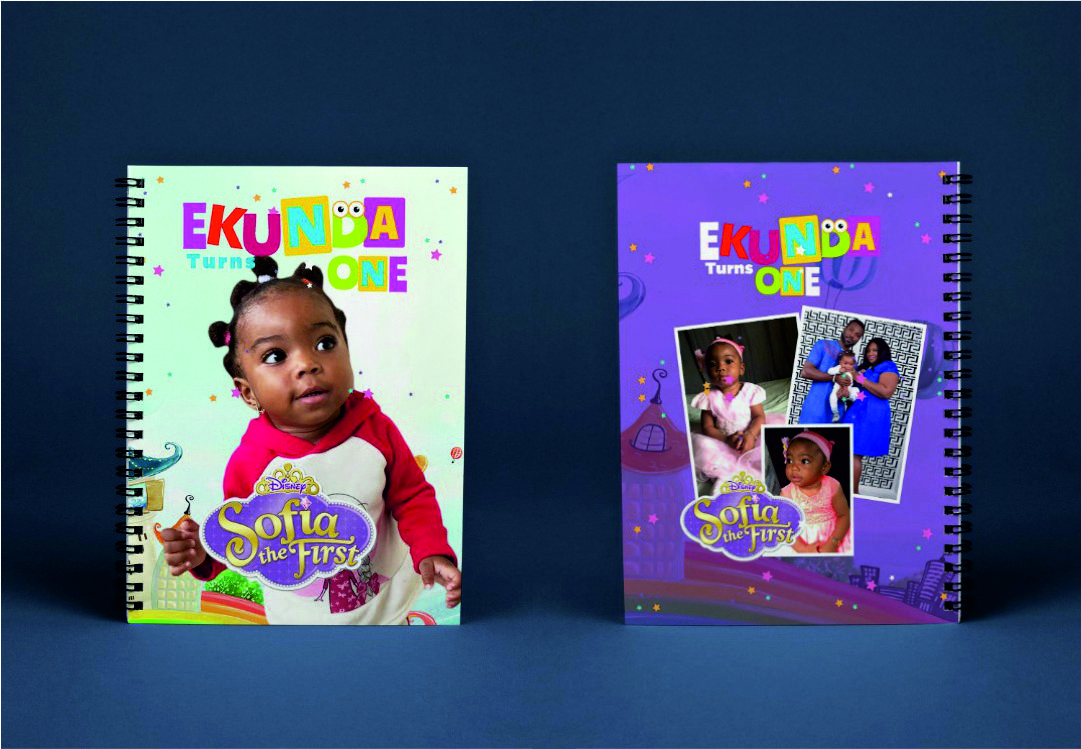 EKUNDA
Turns
ONE
Disney
Sofia
the First
EKUNDA
Turns
ONE
Disney
Sofia
the First